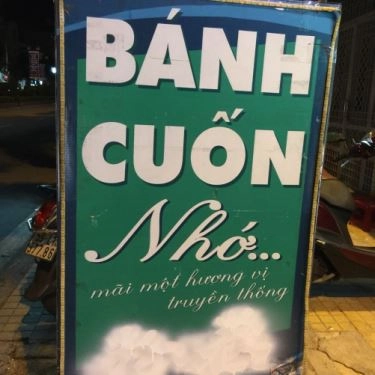 BÁNH
CUỐN
Nhớ...
mãi một hương vị
truyền thống